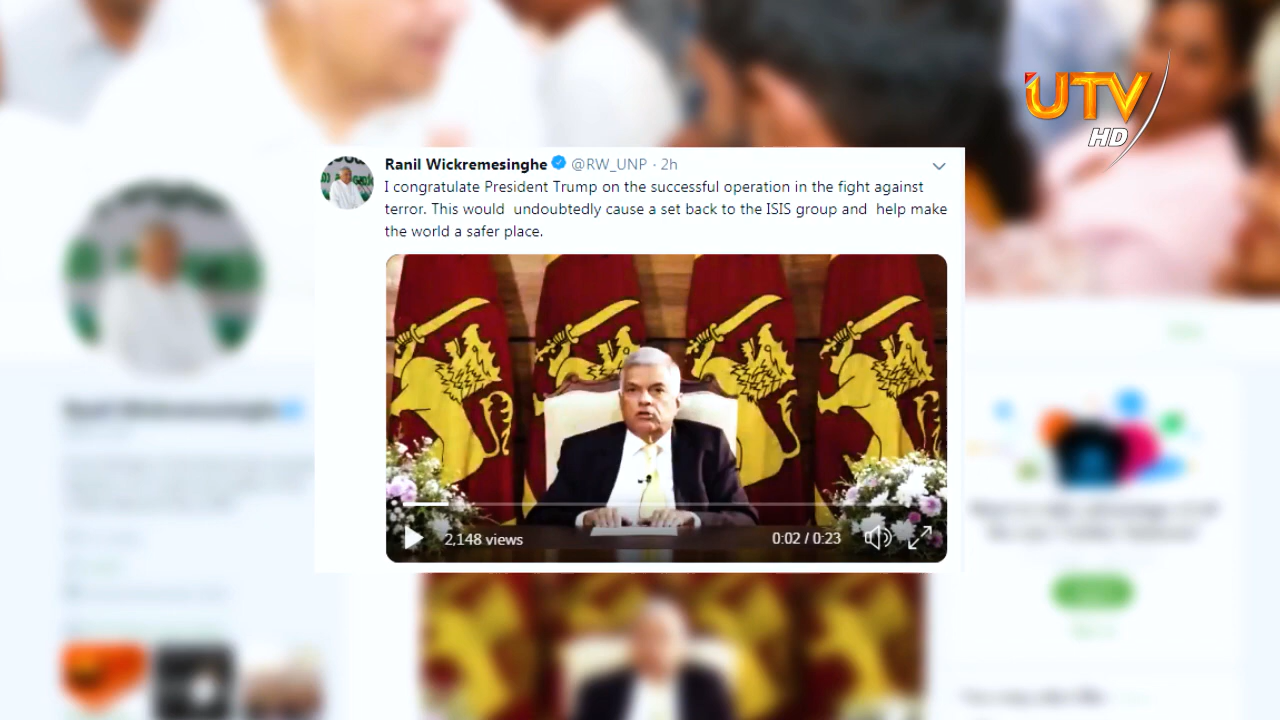 UTV
HD
Ranil Wickremesinghe @RW_UNP · 2h
I congratulate President Trump on the successful operation in the fight against
terror. This would  undoubtedly cause a set back to the ISIS group and  help make
the world a safer place.
2,148 views
0:02 / 0:23